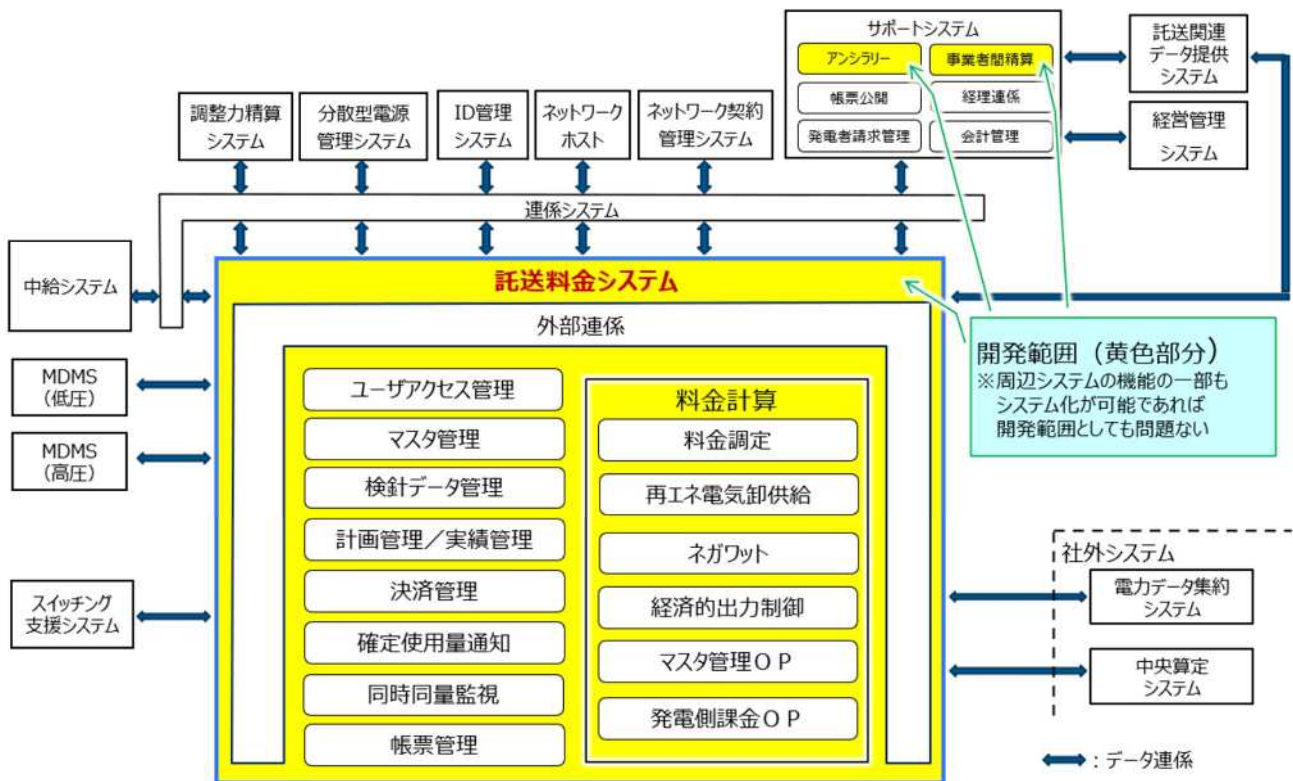 サポートシステム
アンシラリー
事業者間精算
帳票公開
経理連係
発電者請求管理
会計管理
託送関連
データ提供
システム
経営管理
システム
調整力精算
システム
分散型電源
管理システム
ID管理
システム
ネットワーク
ホスト
ネットワーク契約
管理システム
連係システム
中給システム
託送料金システム
外部連係
MDMS
(低圧)
MDMS
(高圧)
スイッチング
支援システム
ユーザアクセス管理
マスタ管理
検針データ管理
計画管理/実績管理
決済管理
確定使用量通知
同時同量監視
帳票管理
料金計算
料金調定
再エネ電気卸供給
ネガワット
経済的出力制御
マスタ管理OP
発電側課金OP
開発範囲(黄色部分)
※周辺システムの機能の一部も
システム化が可能であれば
開発範囲としても問題ない
社外システム
電力データ集約
システム
中央算定
システム
:データ連係